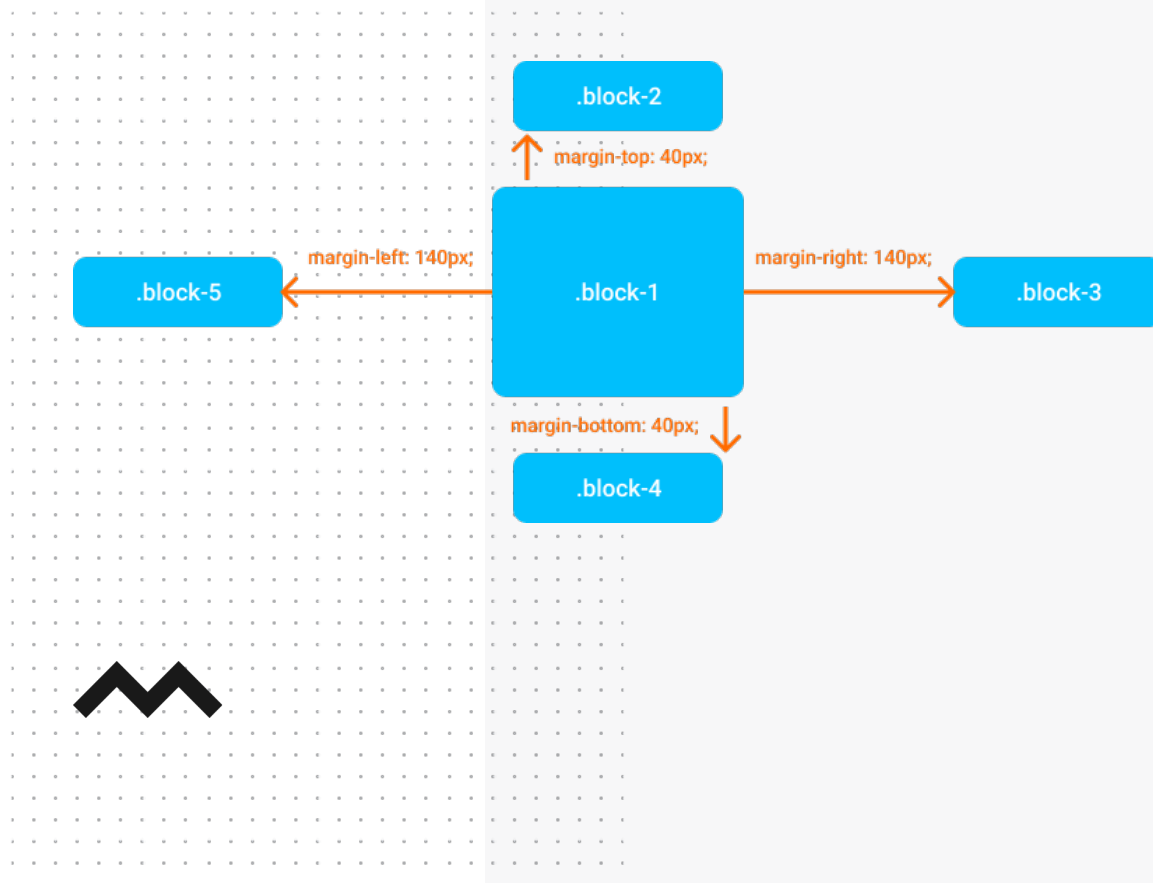 .block-2
margin-top: 40px;
margin-left: 140px;
margin-right: 140px;
.block-5
.block-1
.block-3
margin-bottom: 40px;
.block-4